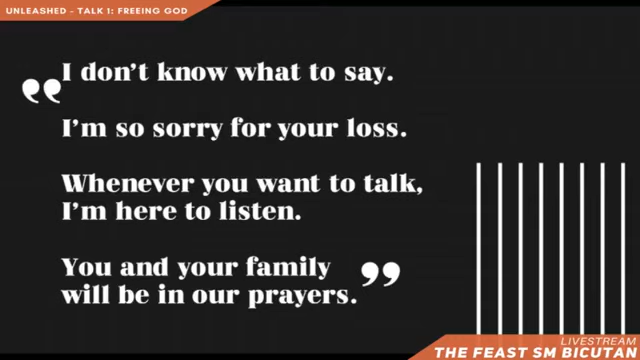 UNLEASHED - TALK 1: FREEING GOD
“I don’t know what to say.
I’m so sorry for your loss.
Whenever you want to talk,
I’m here to listen.
You and your family
will be in our prayers.”
LIVESTREAM
THE FEAST SM BICUTAN